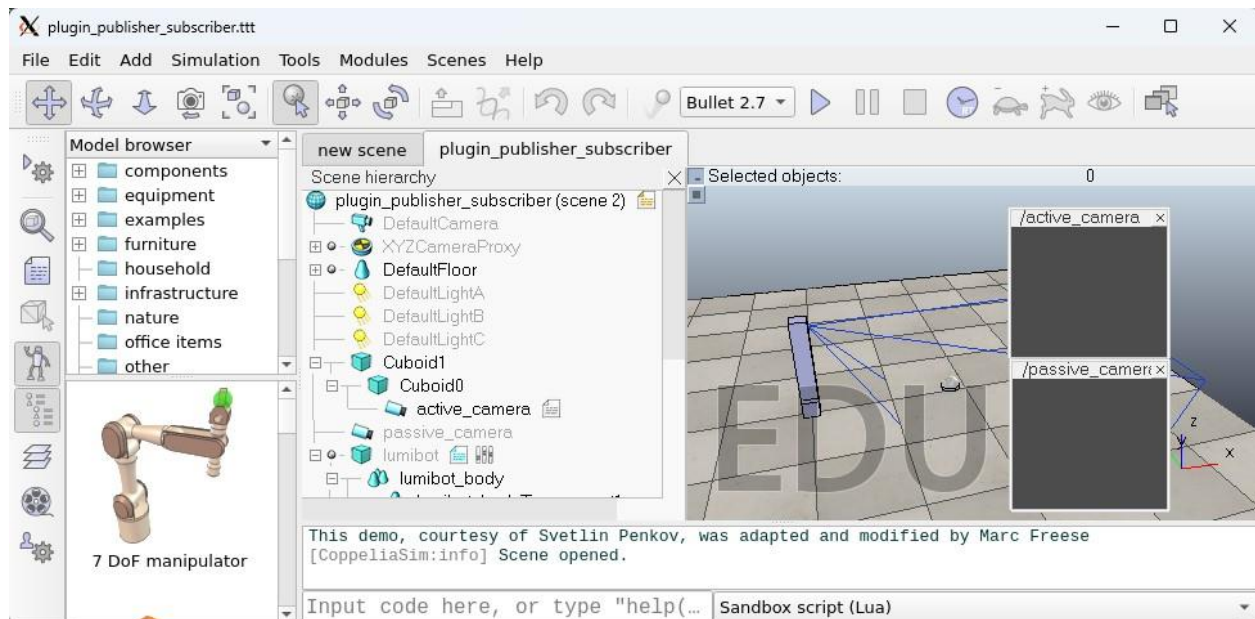 plugin_publisher_subscriber.ttt
File Edit Add Simulation Tools Modules Scenes Help
Bullet 2.7
Model browser
components
equipment
examples
furniture
household
infrastructure
nature
office items
other
7 DoF manipulator
new scene plugin_publisher_subscriber
Scene hierarchy
plugin_publisher_subscriber (scene 2)
DefaultCamera
XYZCameraProxy
DefaultFloor
DefaultLightA
DefaultLightB
DefaultLightC
Cuboid1
Cuboid0
active_camera
passive_camera
lumibot
lumibot_body
Selected objects: 0
/active_camera
/passive_camera
EDU
z
x
This demo, courtesy of Svetlin Penkov, was adapted and modified by Marc Freese
[CoppeliaSim:info] Scene opened.
Input code here, or type "help(…
Sandbox script (Lua)